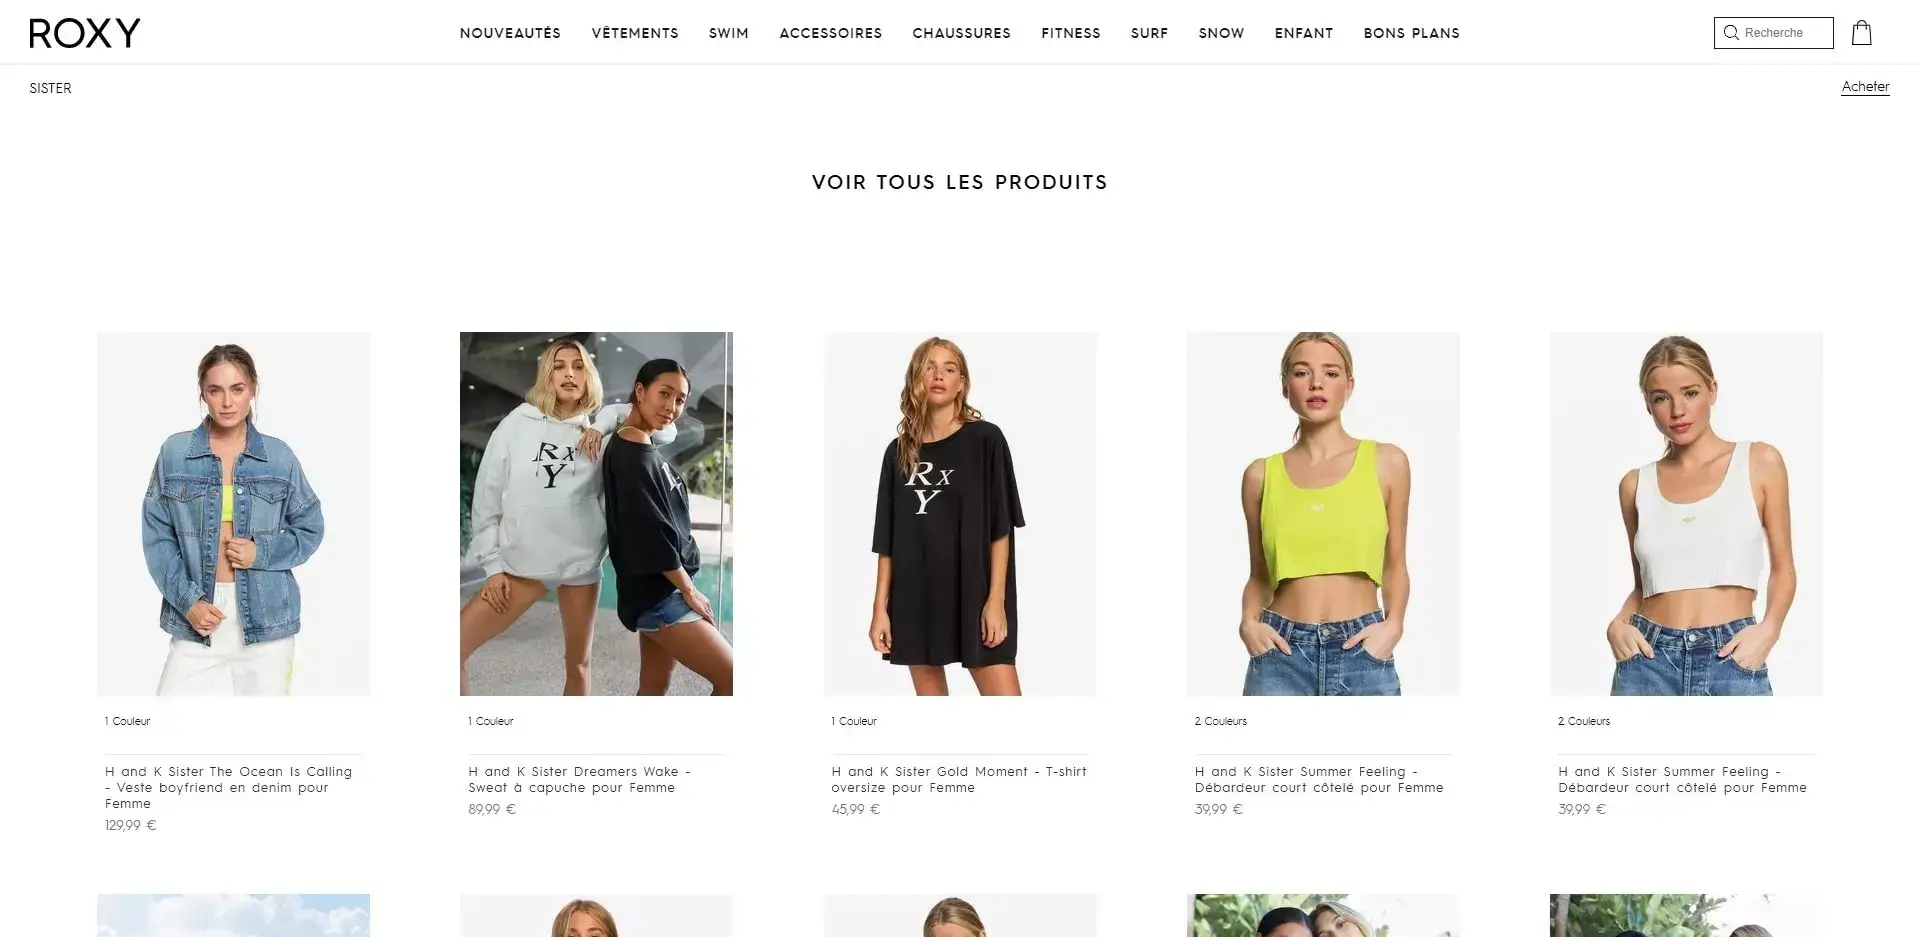 ROXY
NOUVEAUTÉS VÊTEMENTS SWIM ACCESSOIRES CHAUSSURES FITNESS SURF SNOW ENFANT BONS PLANS
Recherche
SISTER
Acheter
VOIR TOUS LES PRODUITS
R X
Y
R X
Y
1 Couleur
H and K Sister The Ocean Is Calling
- Veste boyfriend en denim pour
Femme
129,99 €
1 Couleur
H and K Sister Dreamers Wake -
Sweat à capuche pour Femme
89,99 €
1 Couleur
H and K Sister Gold Moment - T-shirt
oversize pour Femme
45,99 €
2 Couleurs
H and K Sister Summer Feeling -
Débardeur court côtelé pour Femme
39,99 €
2 Couleurs
H and K Sister Summer Feeling -
Débardeur court côtelé pour Femme
39,99 €